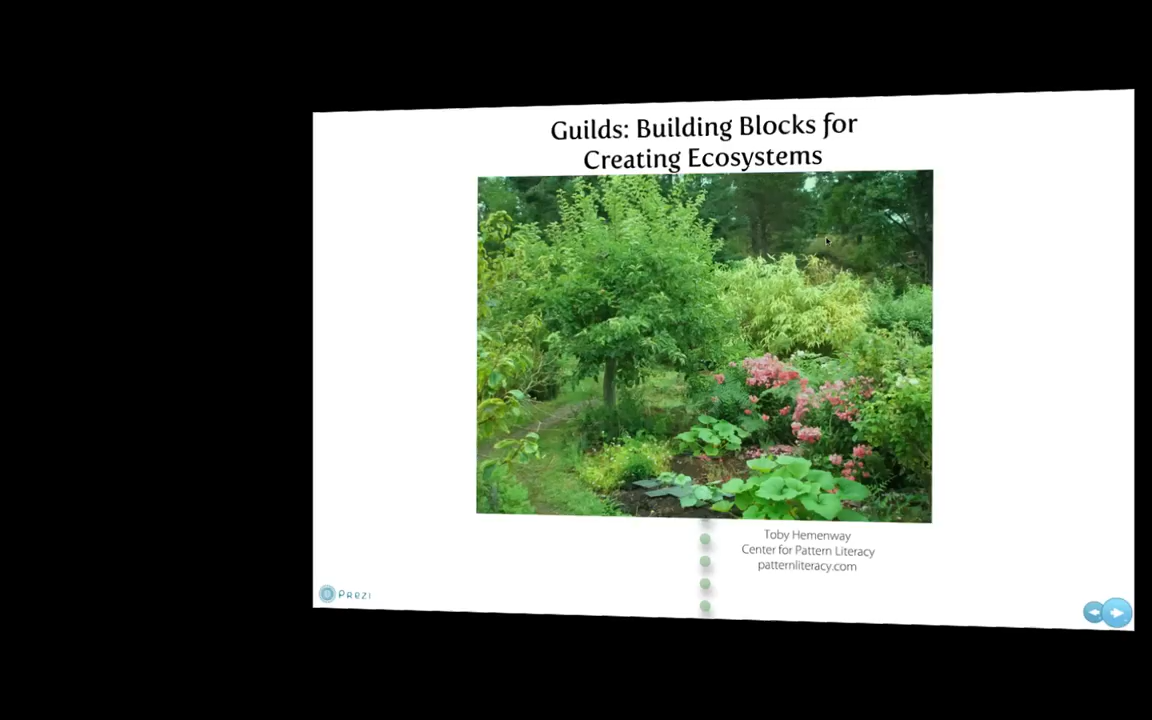 Guilds: Building Blocks for
Creating Ecosystems
Toby Hemenway
Center for Pattern Literacy
patternliteracy.com
Prezi